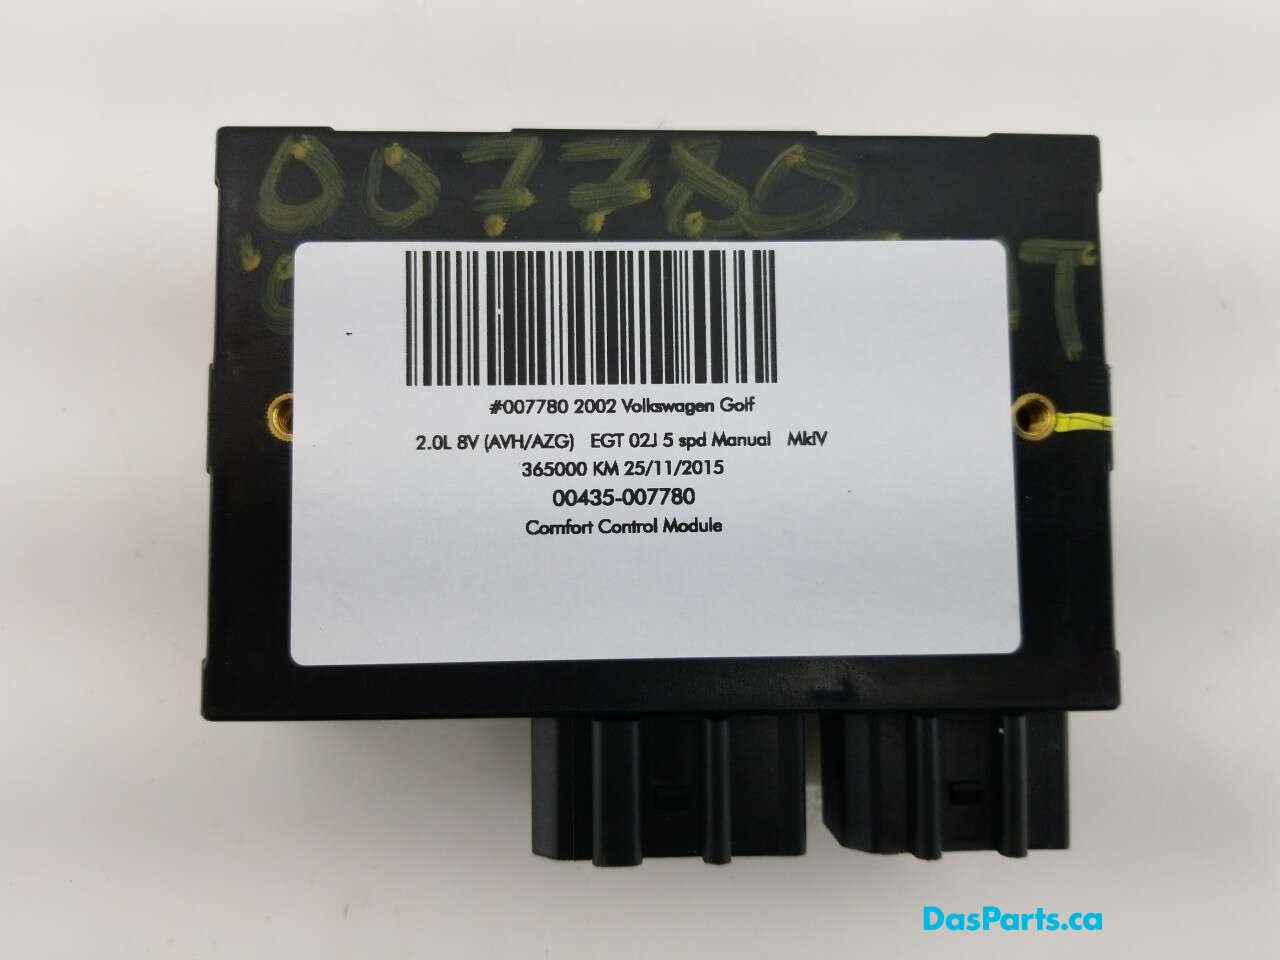 007780
#007780 2002 Volkswagen Golf
2.0L 8V (AVH/AZG) EGT 02J 5 spd Manual MkIV
365000 KM 25/11/2015
00435-007780
Comfort Control Module
DasParts.ca